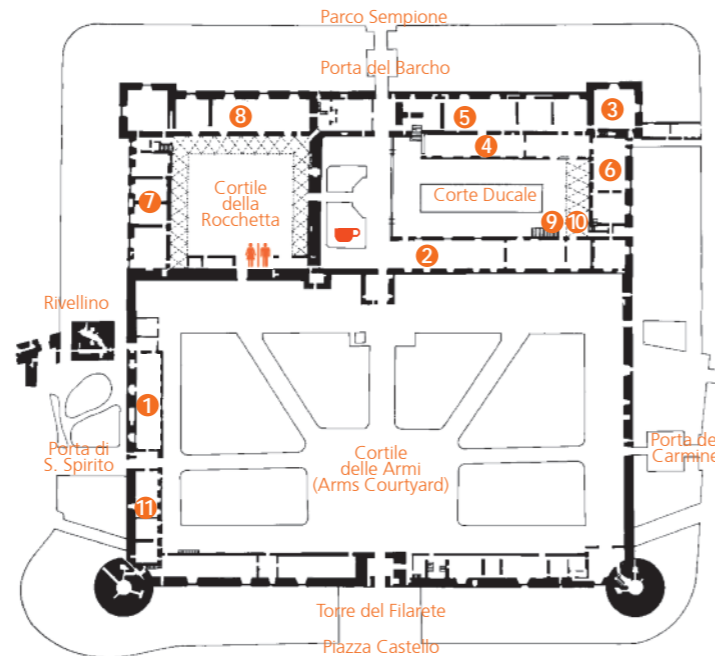 Parco Sempione
Porta del Barcho
8
5
3
4
6
Cortile
della
Rocchetta
Corte Ducale
7
9
10
2
Rivellino
1
Porta di
S. Spirito
Cortile
delle Armi
(Arms Courtyard)
Porta de
Carmine
11
Torre del Filarete
Piazza Castello